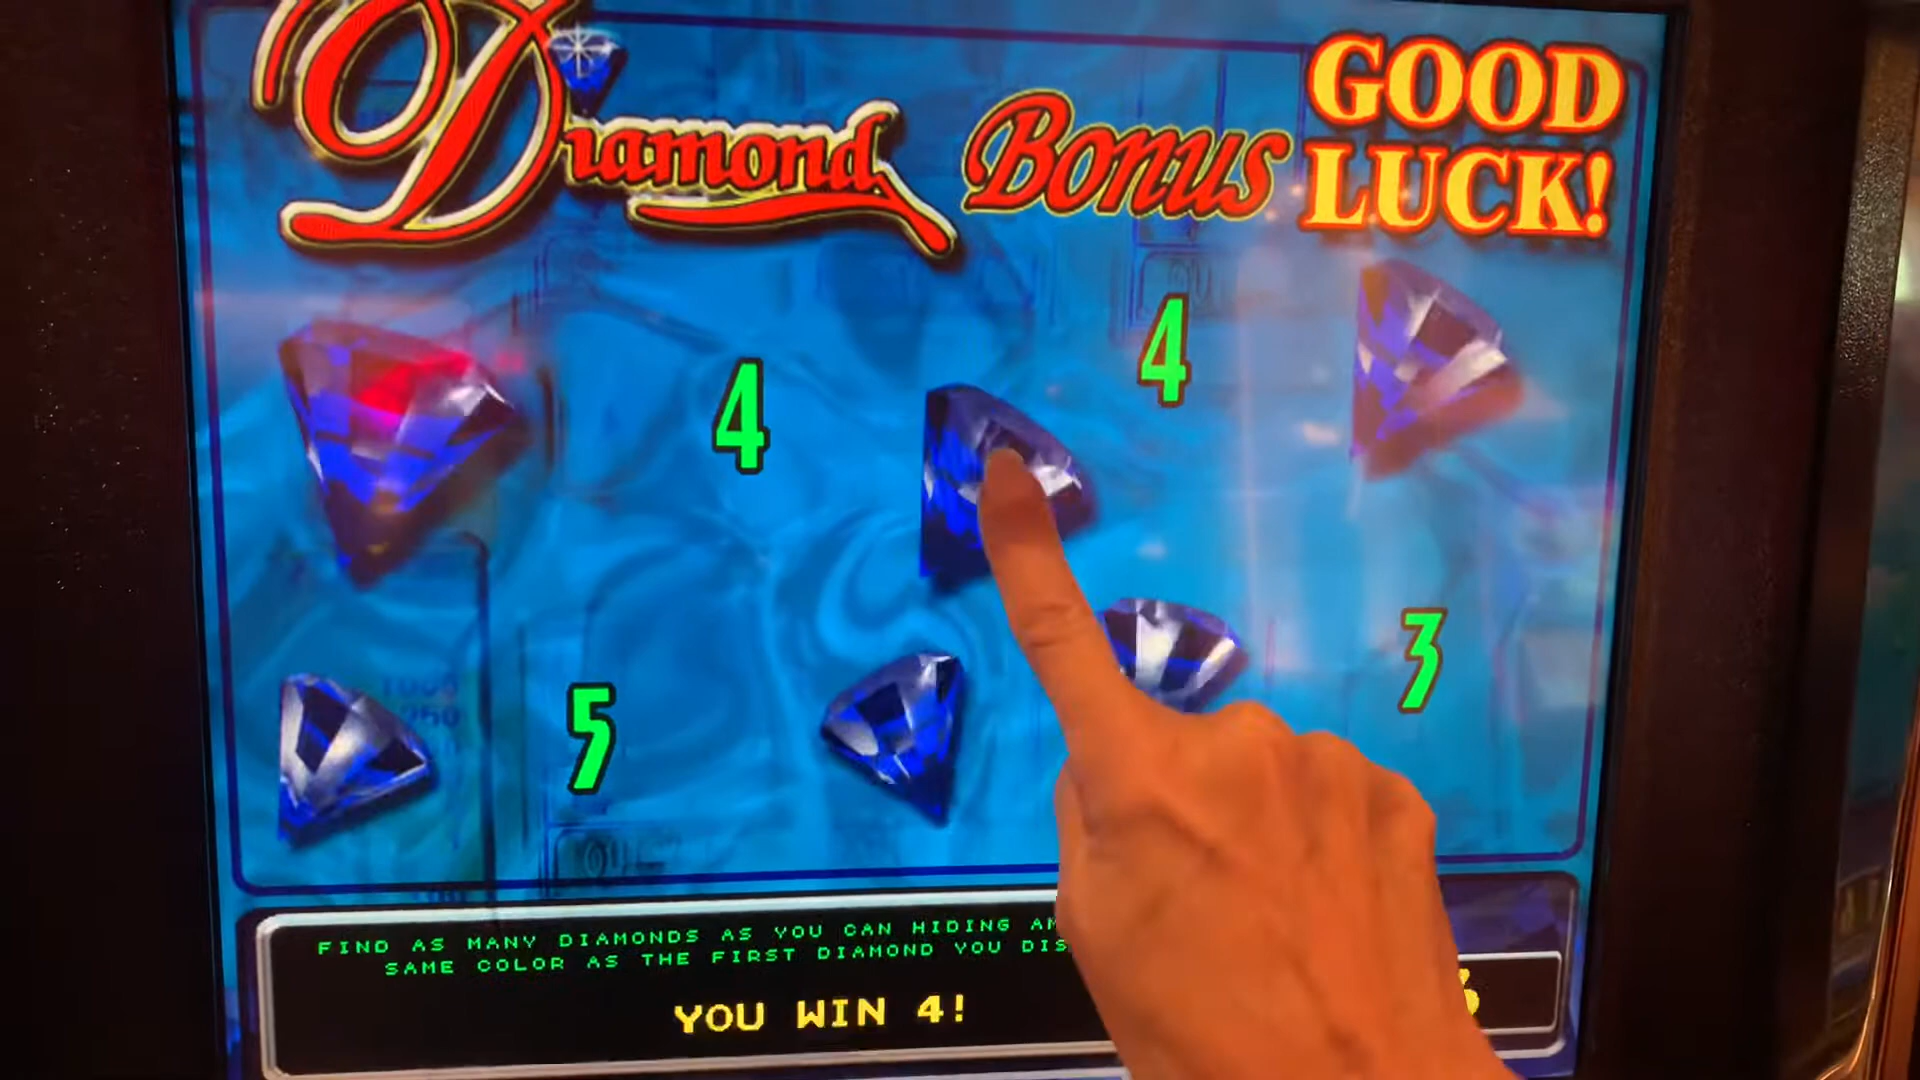 Diamond Bonus
GOOD
LUCK!
4
4
5
3
FIND AS MANY DIAMONDS AS YOU CAN HIDING
SAME COLOR AS THE FIRST DIAMOND YOU
YOU WIN 4!